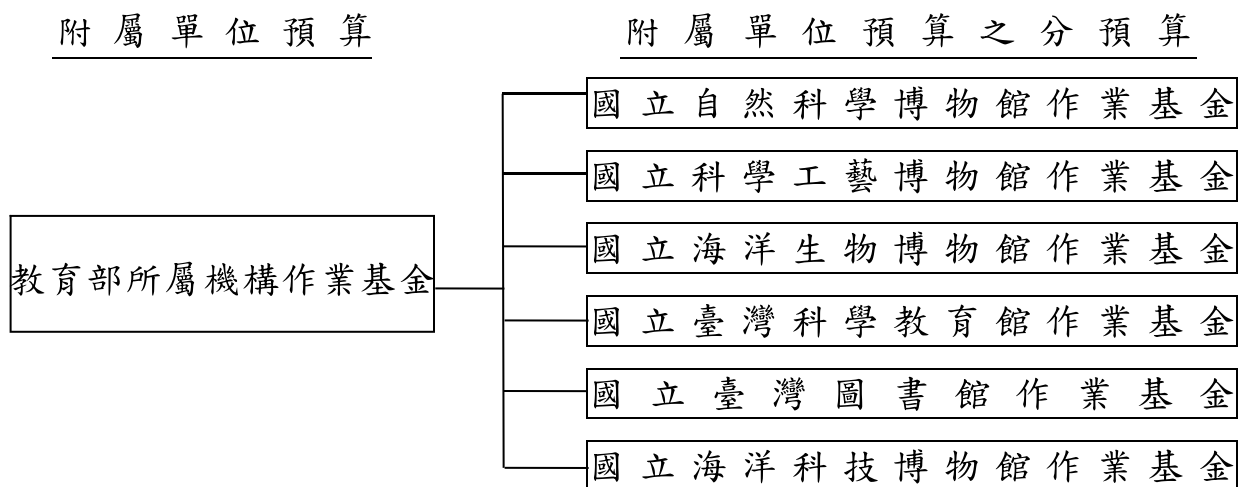 附屬單位預算
附屬單位預算之分預算
教育部所屬機構作業基金
國立自然科學博物館作業基金
國立科學工藝博物館作業基金
國立海洋生物博物館作業基金
國立臺灣科學教育館作業基金
國立臺灣圖書館作業基金
國立海洋科技博物館作業基金